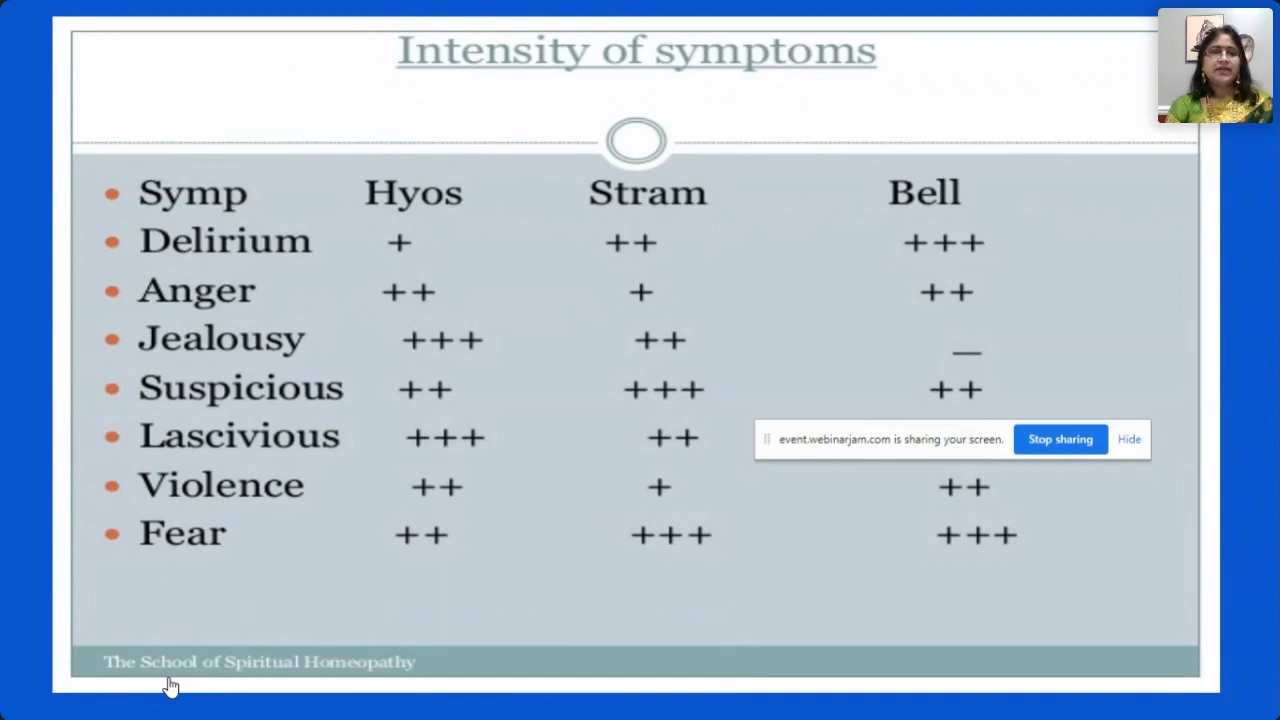 Intensity of symptoms
• Symp Hyos Stram Bell
• Delirium + ++ +++
• Anger ++ + ++
• Jealousy +++ ++ _
• Suspicious ++ +++ ++
• Lascivious +++ ++
event.webinarjam.com is sharing your screen. Stop sharing Hide
• Violence ++ + ++
• Fear ++ +++ +++
The School of Spiritual Homeopathy